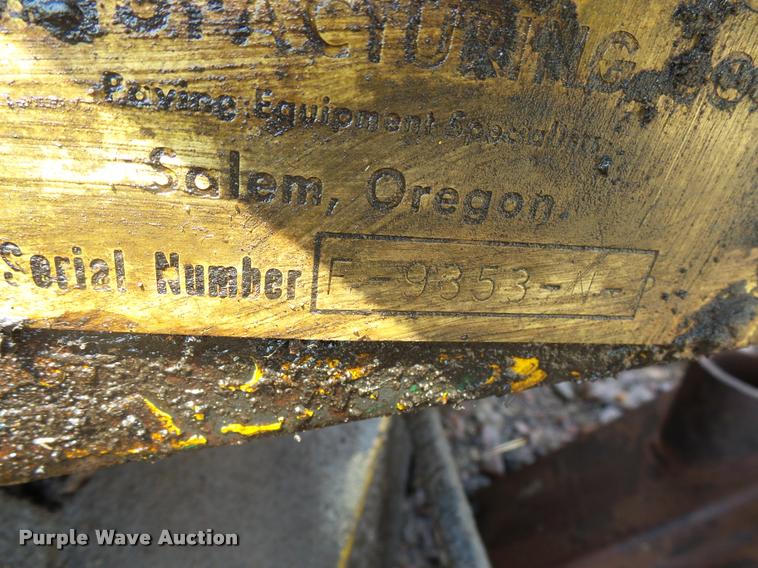 Paving Equipment Specialists
Salem, Oregon.
Serial Number F-9353-N-
Purple Wave Auction